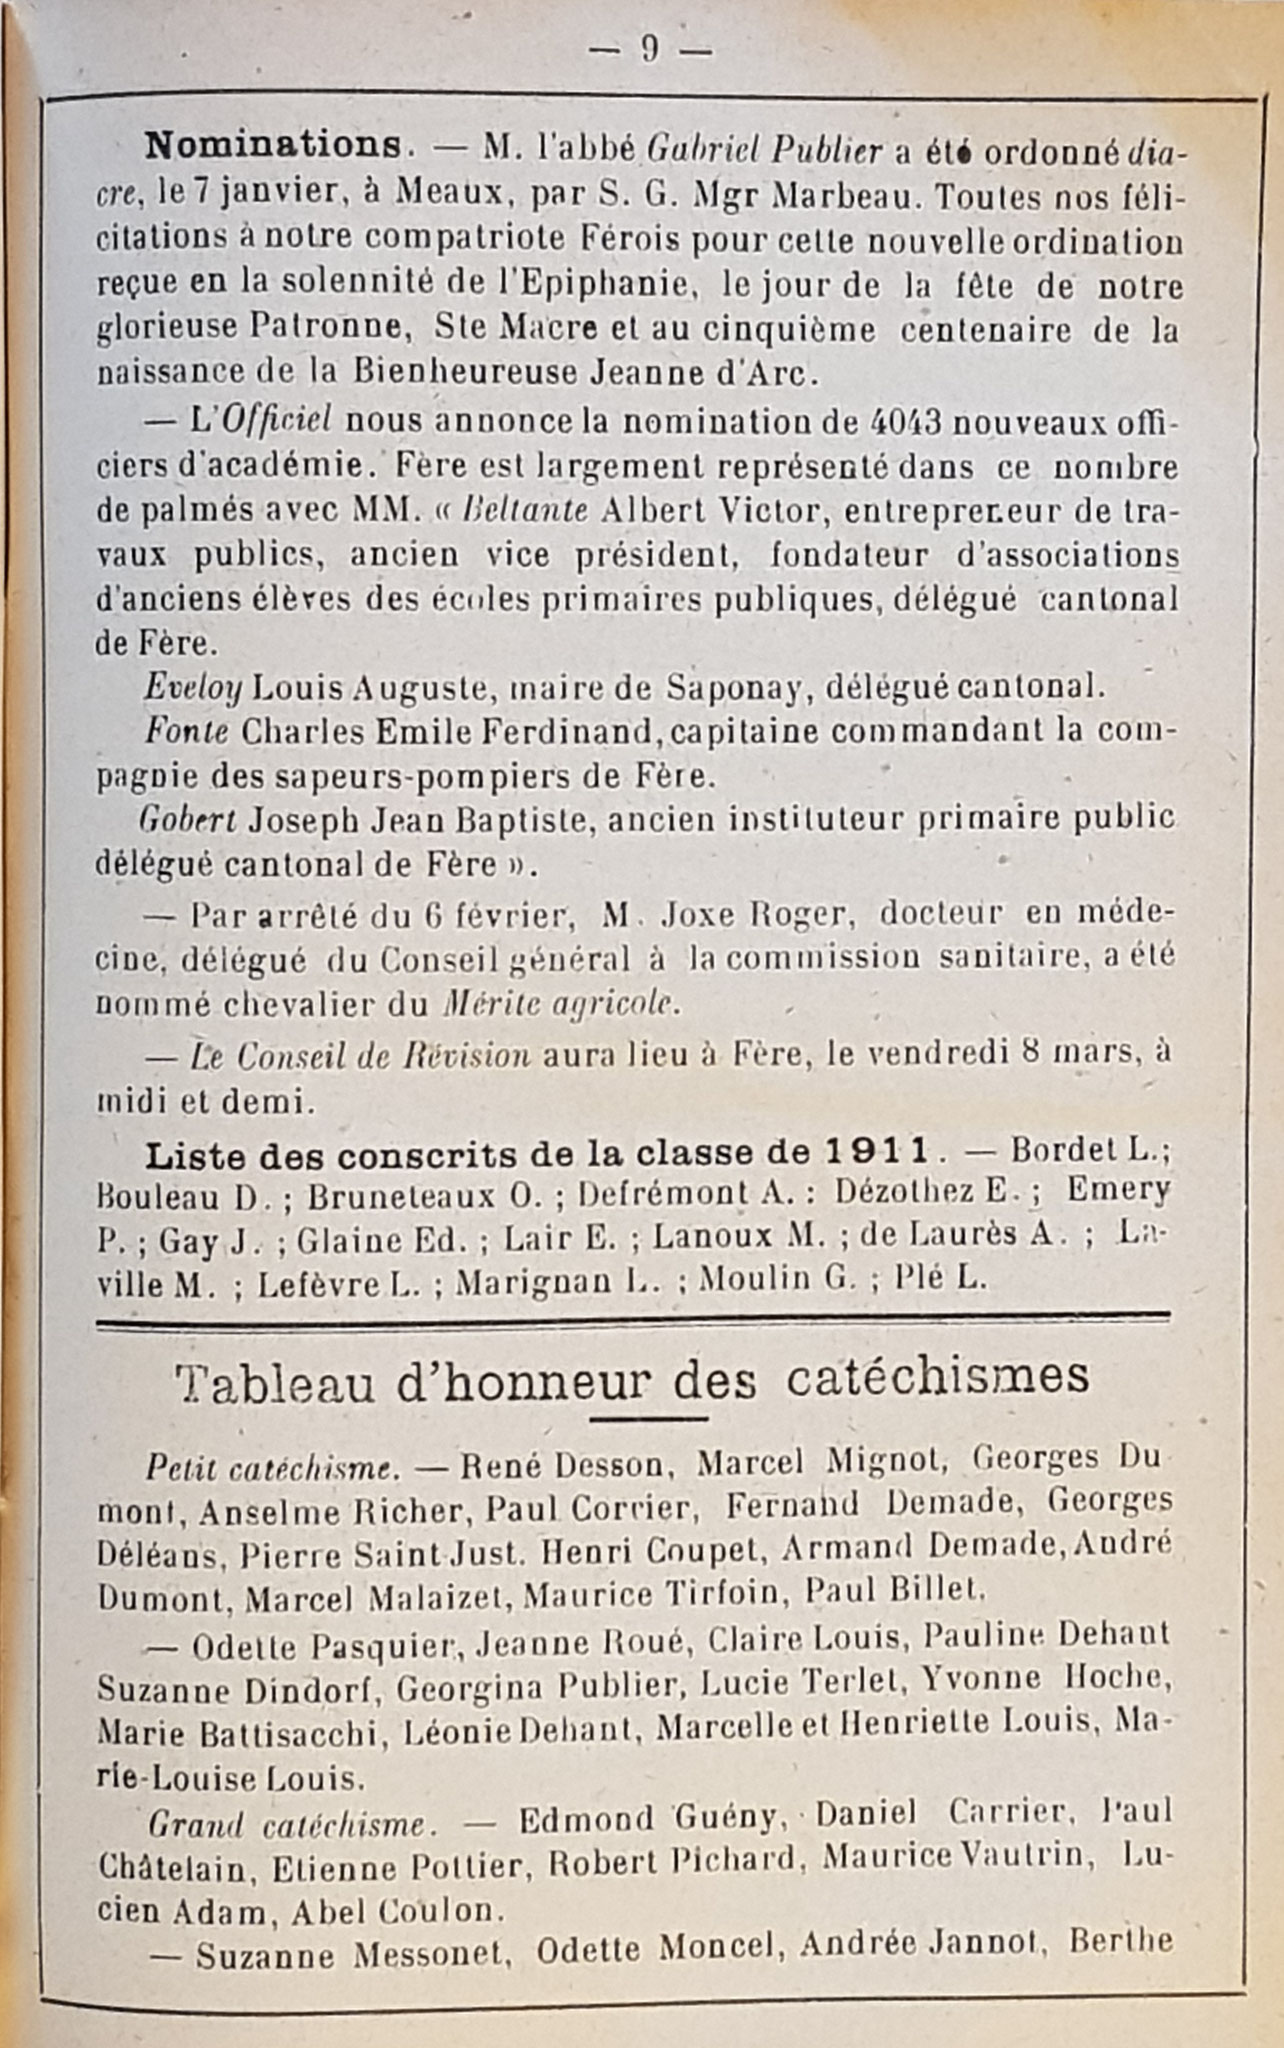 — 9 —
Nominations. — M. l'abbé Gabriel Publier a été ordonné dia-
cre, le 7 janvier, à Meaux, par S. G. Mgr Marbeau. Toutes nos féli-
citations à notre compatriote Férois pour cette nouvelle ordination
reçue en la solennité de l'Epiphanie, le jour de la fête de notre
glorieuse Patronne, Ste Macre et au cinquième centenaire de la
naissance de la Bienheureuse Jeanne d'Arc.
— L'Officiel nous annonce la nomination de 4043 nouveaux offi-
ciers d'académie. Fère est largement représenté dans ce nombre
de palmés avec MM. « Beltante Albert Victor, entrepreneur de tra-
vaux publics, ancien vice président, fondateur d'associations
d'anciens élèves des écoles primaires publiques, délégué cantonal
de Fère.
Eveloy Louis Auguste, maire de Saponay, délégué cantonal.
Fonte Charles Emile Ferdinand, capitaine commandant la com-
pagnie des sapeurs-pompiers de Fère.
Gobert Joseph Jean Baptiste, ancien instituteur primaire public
délégué cantonal de Fère ».
— Par arrêté du 6 février, M. Joxe Roger, docteur en méde-
cine, délégué du Conseil général à la commission sanitaire, a été
nommé chevalier du Mérite agricole.
— Le Conseil de Révision aura lieu à Fère, le vendredi 8 mars, à
midi et demi.
Liste des conscrits de la classe de 1911. — Bordet L.;
Bouleau D. ; Bruneteaux O. ; Defrémont A. : Dézothez E. ; Emery
P. ; Gay J. ; Glaine Ed. ; Lair E. ; Lanoux M. ; de Laurès A. ; La-
ville M. ; Lefèvre L. ; Marignan L. ; Moulin G. ; Plé L.
Tableau d'honneur des catéchismes
Petit catéchisme. — René Desson, Marcel Mignot, Georges Du
mont, Anselme Richer, Paul Corrier, Fernand Demade, Georges
Déléans, Pierre Saint-Just. Henri Coupet, Armand Demade, André
Dumont, Marcel Malaizet, Maurice Tirfoin, Paul Billet.
— Odette Pasquier, Jeanne Roué, Claire Louis, Pauline Dehant
Suzanne Dindorf, Georgina Publier, Lucie Terlet, Yvonne Hoche,
Marie Battisacchi, Léonie Dehant, Marcelle et Henriette Louis, Ma-
rie-Louise Louis.
Grand catéchisme. — Edmond Guény, Daniel Carrier, Paul
Châtelain, Etienne Pottier, Robert Pichard, Maurice Vautrin, Lu-
cien Adam, Abel Coulon.
— Suzanne Messonet, Odette Moncel, Andrée Jannot, Berthe